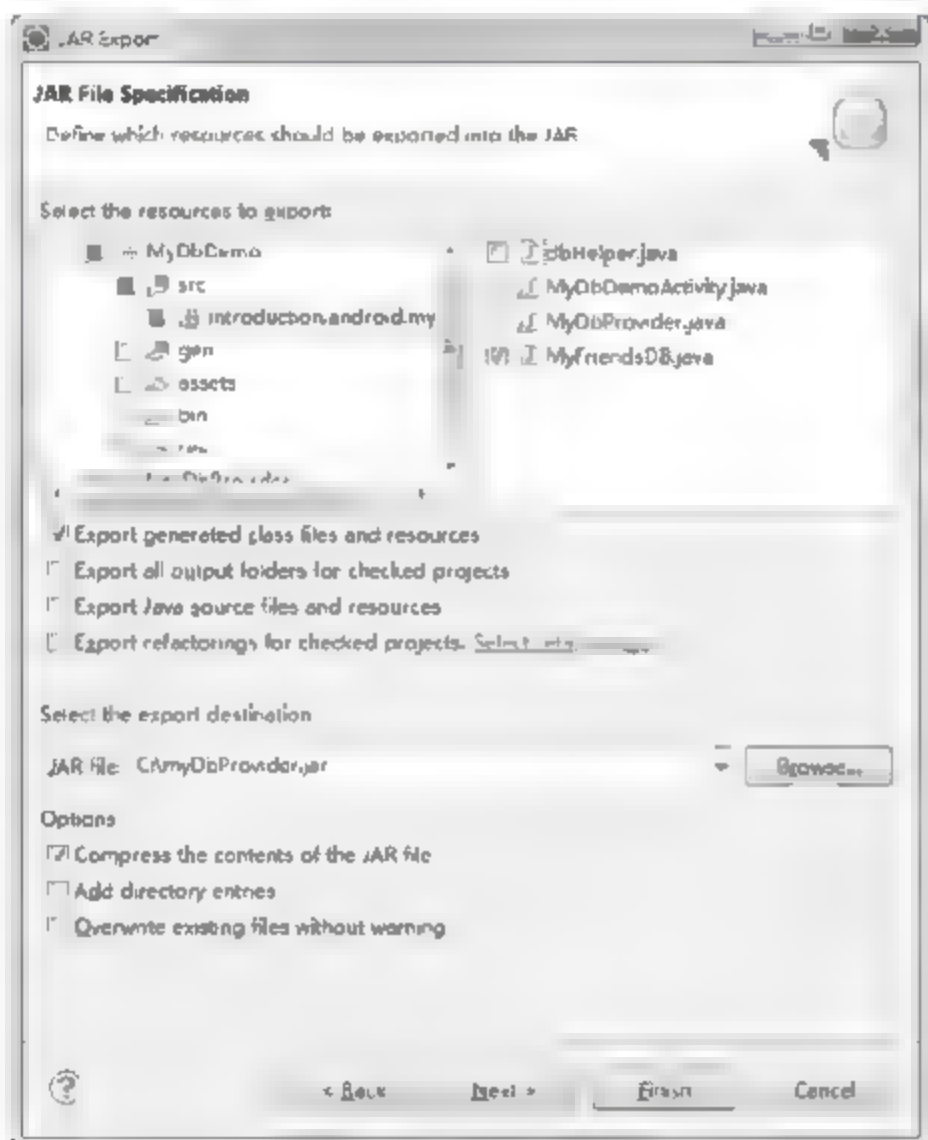 JAR Export
JAR File Specification
Define which resources should be exported into the JAR
Select the resources to export:
MyDbDemo
src
introduction.android.my
gen
assets
bin
dbHelper.java
MyDbDemoActivity.java
MyDbProvider.java
MyFriendsDB.java
Export generated class files and resources
Export all output folders for checked projects
Export Java source files and resources
Export refactorings for checked projects. Select
Select the export destination
JAR file: C:\myDbProvider.jar
Browse...
Options
Compress the contents of the JAR file
Add directory entries
Overwrite existing files without warning
< Back
Next >
Finish
Cancel